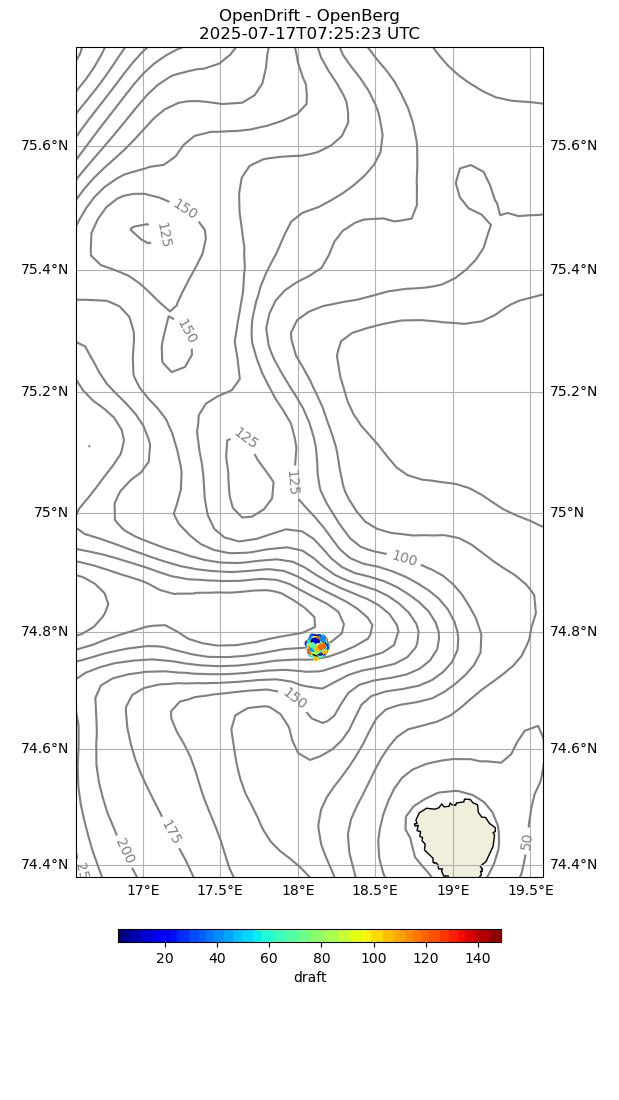 OpenDrift - OpenBerg
2025-07-17T07:25:23 UTC
75.6°N 75.6°N
150
125
75.4°N 75.4°N
150
75.2°N 75.2°N
125
125
75°N 75°N
100
74.8°N 74.8°N
150
74.6°N 74.6°N
175
200
50
25
74.4°N 74.4°N
17°E 17.5°E 18°E 18.5°E 19°E 19.5°E
20 40 60 80 100 120 140
draft